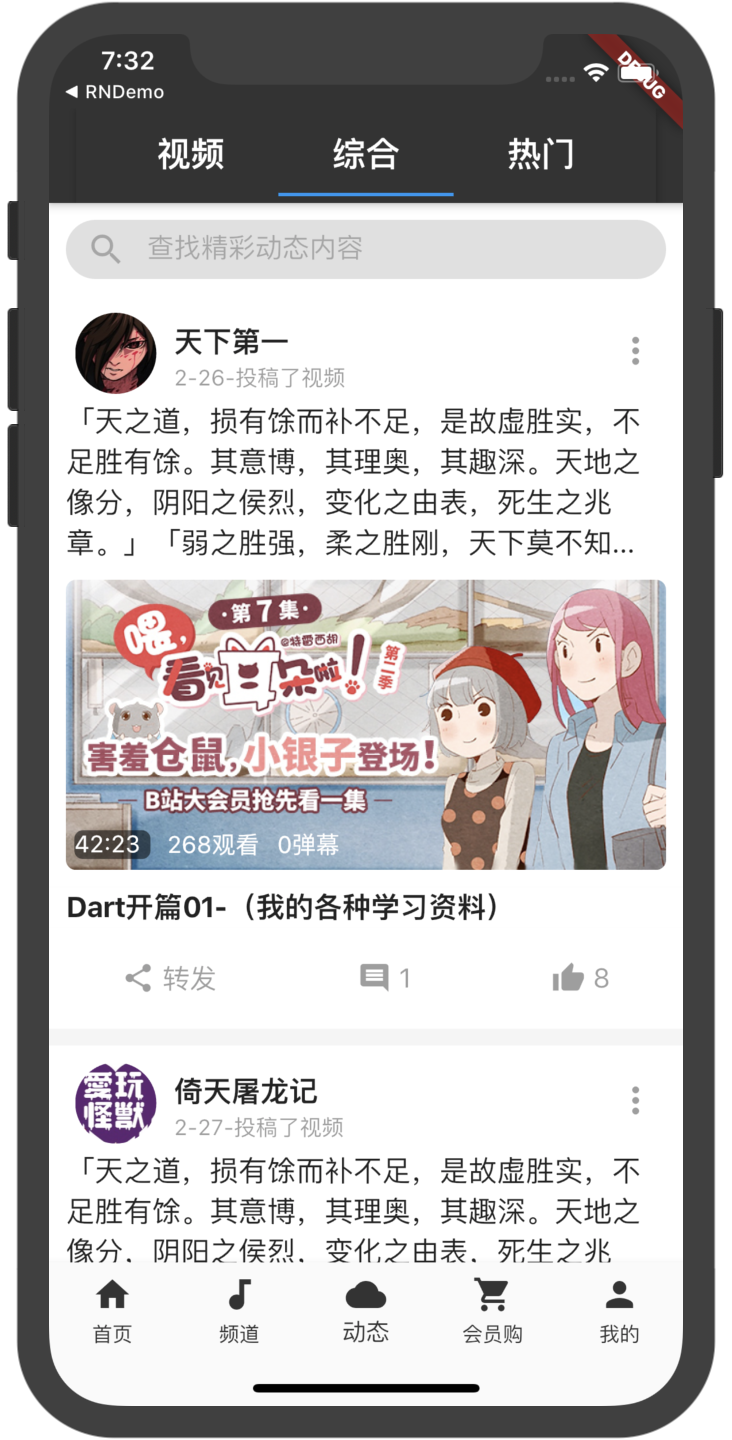 7:32
DEBUG
◀ RNDemo
视频 综合 热门
查找精彩动态内容
天下第一
2-26-投稿了视频
「天之道，损有馀而补不足，是故虚胜实，不
足胜有馀。其意博，其理奥，其趣深。天地之
像分，阴阳之侯烈，变化之由表，死生之兆
章。」「弱之胜强，柔之胜刚，天下莫不知...
·第7集·
喂,
@特雷西胡
看见耳朵啦!
第二季
害羞仓鼠,小银子登场!
B站大会员抢先看一集
42:23 268观看 0弹幕
Dart开篇01-（我的各种学习资料）
转发 1 8
愛玩
怪獸
倚天屠龙记
2-27-投稿了视频
「天之道，损有馀而补不足，是故虚胜实，不
足胜有馀。其意博，其理奥，其趣深。天地之
像分，阴阳之侯烈，变化之由表，死生之兆
首页 频道 动态 会员购 我的